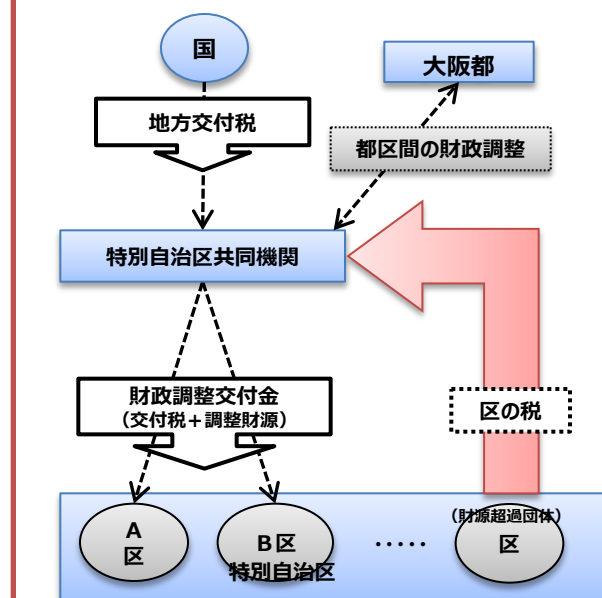 国
大阪都
地方交付税
都区間の財政調整
特別自治区共同機関
財政調整交付金
（交付税＋調整財源）
区の税
（財源超過団体）
A
区
B区
・・・・・
区
特別自治区